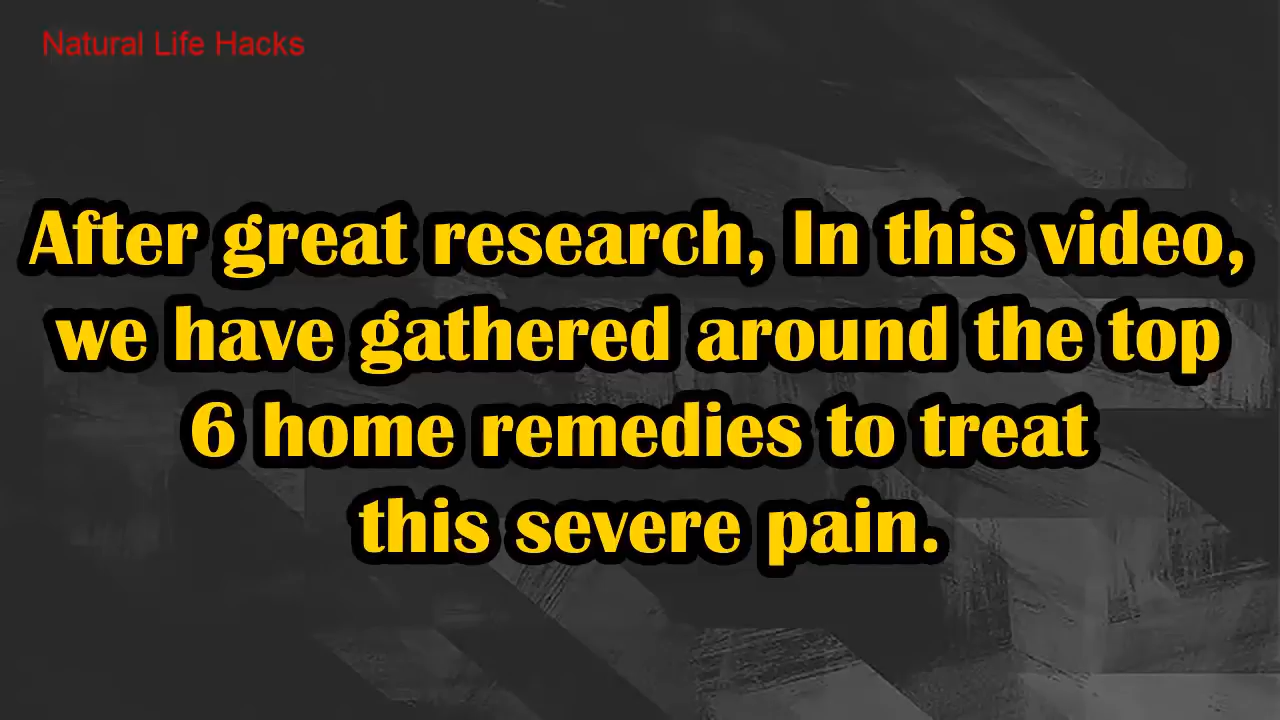 Natural Life Hacks
After great research, In this video,
we have gathered around the top
6 home remedies to treat
this severe pain.